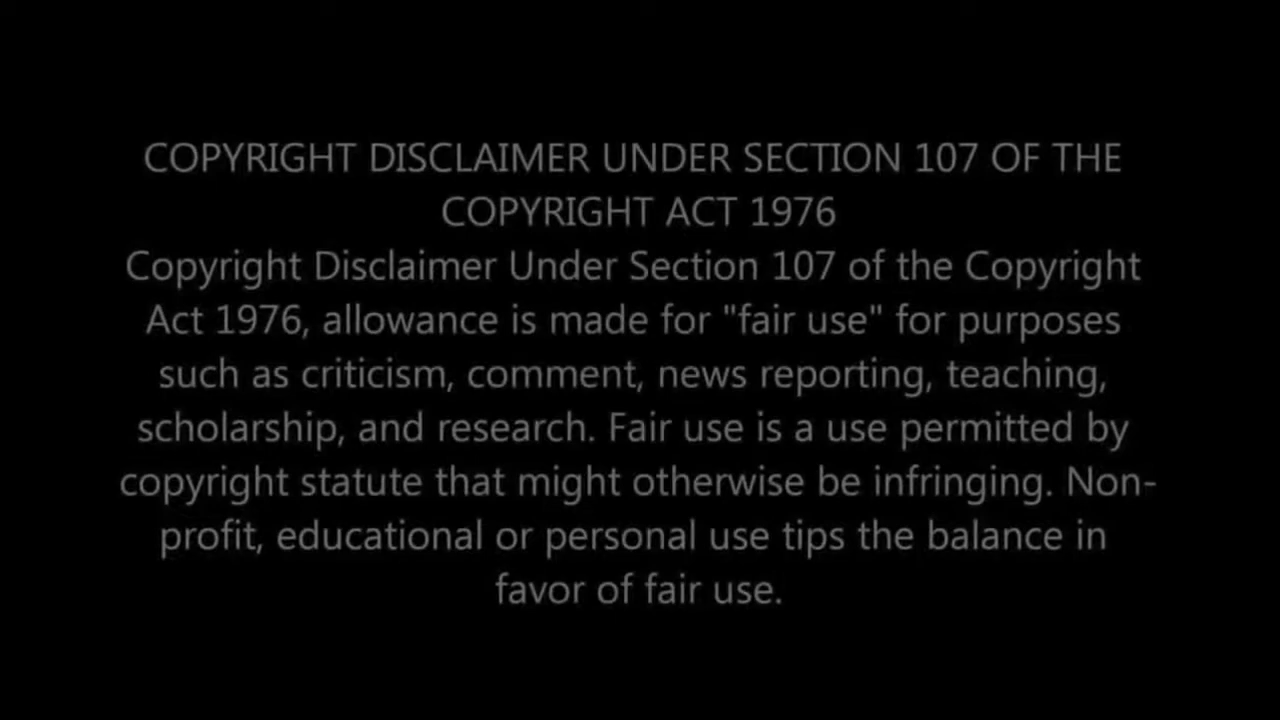 COPYRIGHT DISCLAIMER UNDER SECTION 107 OF THE
COPYRIGHT ACT 1976
Copyright Disclaimer Under Section 107 of the Copyright
Act 1976, allowance is made for "fair use" for purposes
such as criticism, comment, news reporting, teaching,
scholarship, and research. Fair use is a use permitted by
copyright statute that might otherwise be infringing. Non-
profit, educational or personal use tips the balance in
favor of fair use.